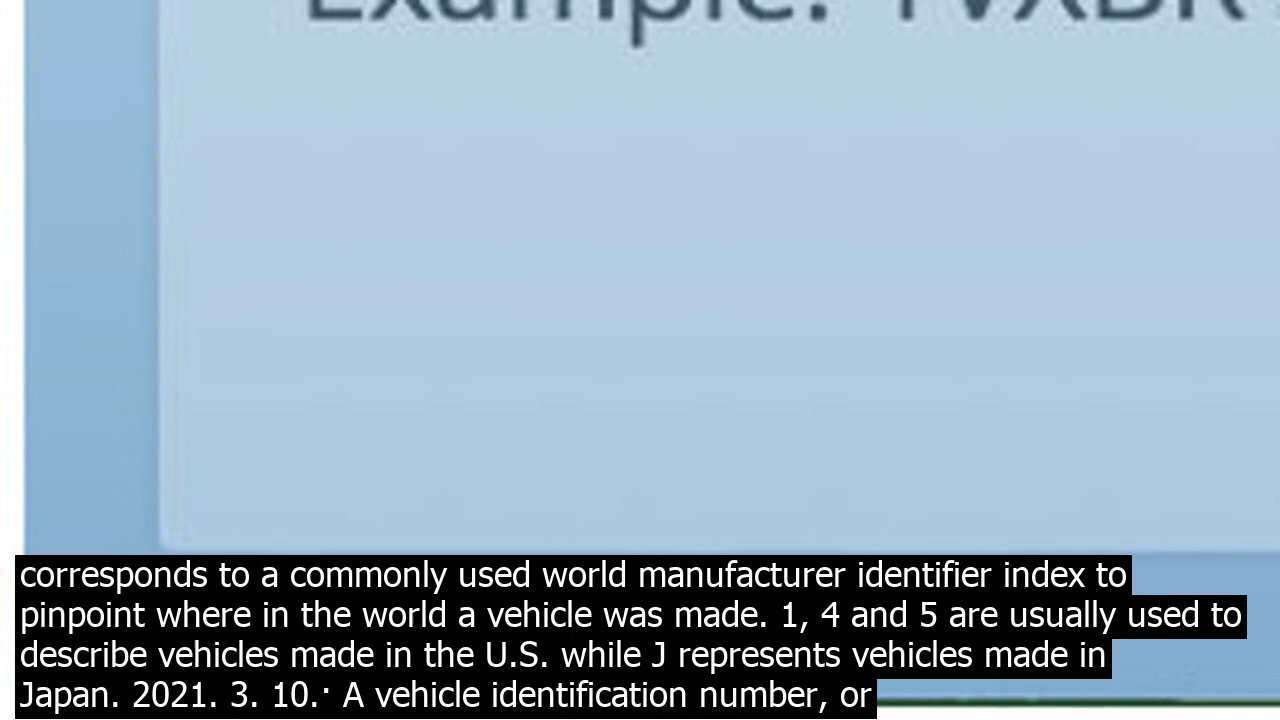 Example:
corresponds to a commonly used world manufacturer identifier index to
pinpoint where in the world a vehicle was made. 1, 4 and 5 are usually used to
describe vehicles made in the U.S. while J represents vehicles made in
Japan. 2021. 3. 10.· A vehicle identification number, or